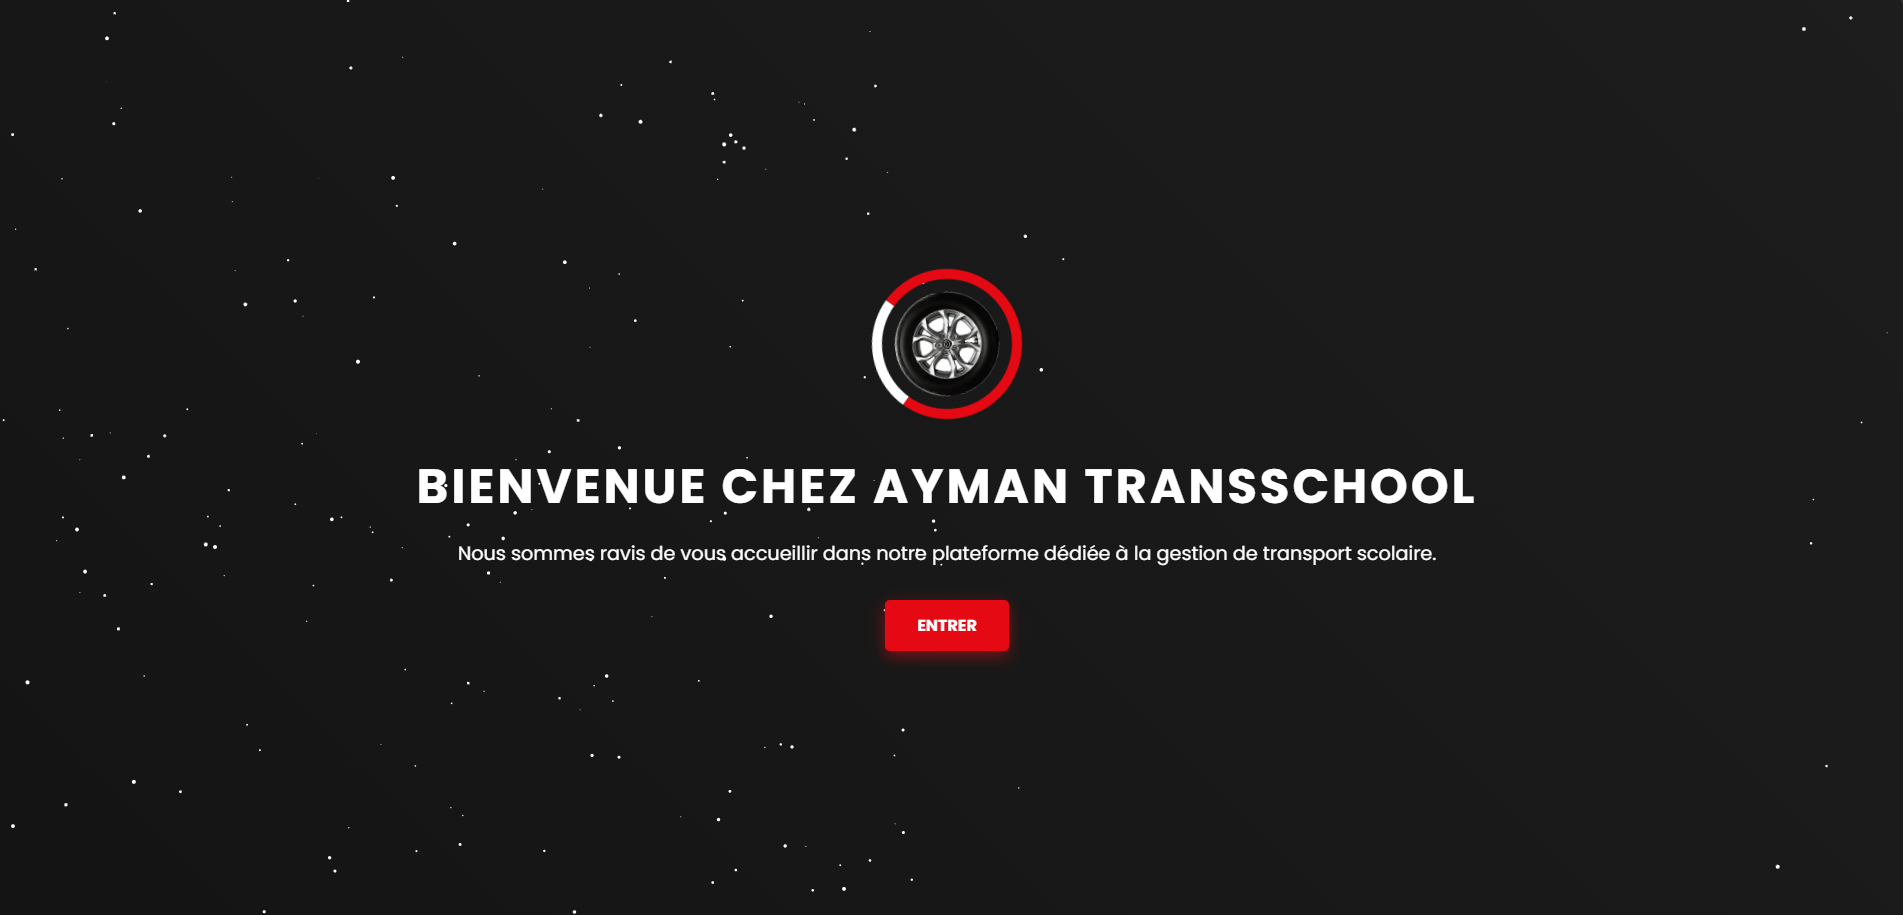 BIENVENUE CHEZ AYMAN TRANSSCHOOL
Nous sommes ravis de vous accueillir dans notre plateforme dédiée à la gestion de transport scolaire.
ENTRER